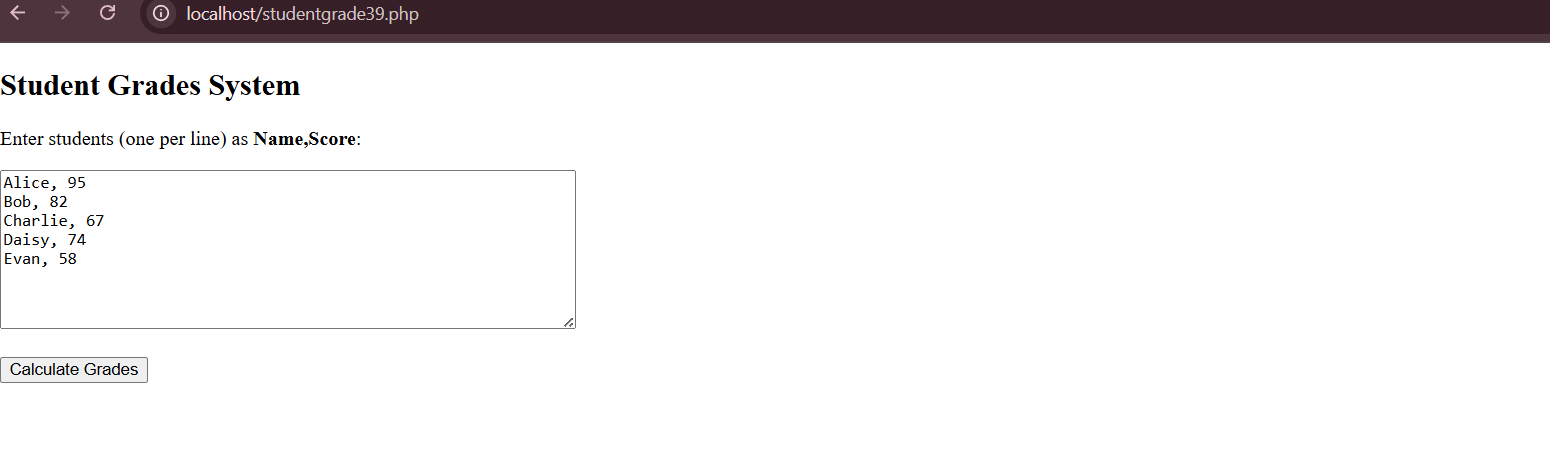 localhost/studentgrade39.php
Student Grades System
Enter students (one per line) as Name,Score:
Alice, 95
Bob, 82
Charlie, 67
Daisy, 74
Evan, 58
Calculate Grades